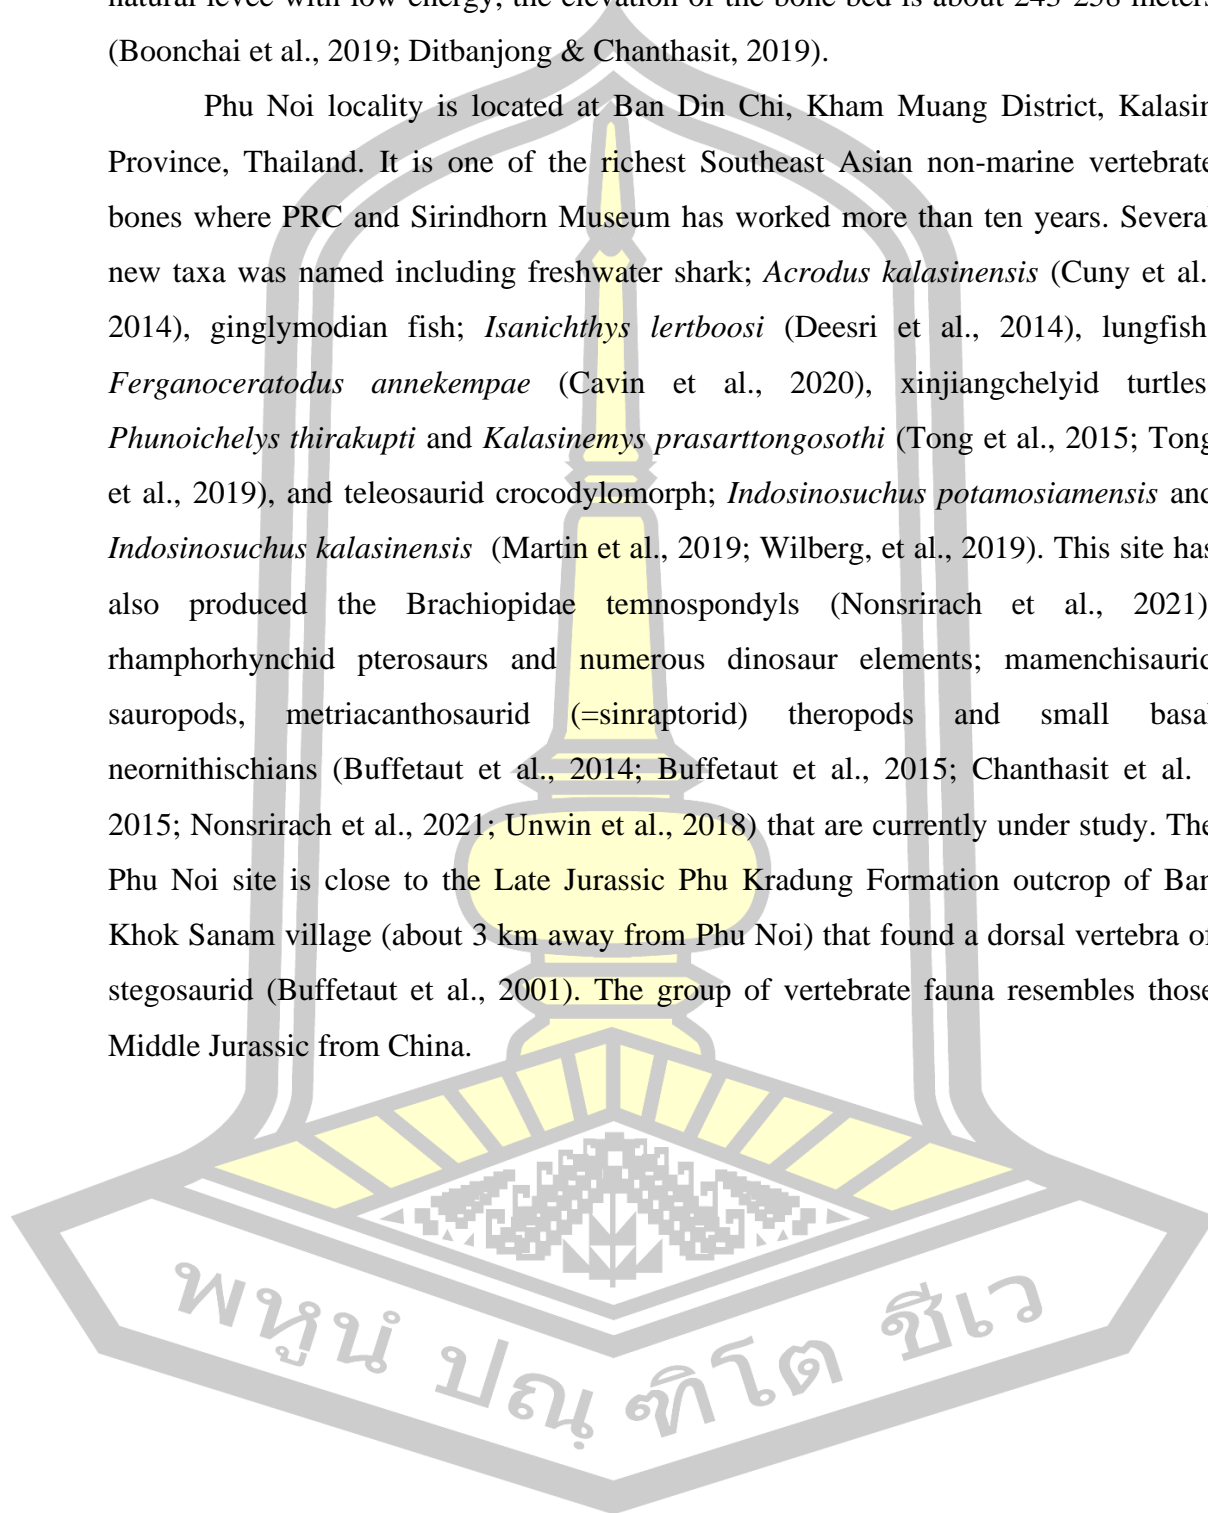 natural levee with low energy, the elevation of the bone bed is about 243-258 meters
(Boonchai et al., 2019; Ditbanjong & Chanthasit, 2019).
Phu Noi locality is located at Ban Din Chi, Kham Muang District, Kalasin
Province, Thailand. It is one of the richest Southeast Asian non-marine vertebrate
bones where PRC and Sirindhorn Museum has worked more than ten years. Several
new taxa was named including freshwater shark; Acrodus kalasinensis (Cuny et al.
2014), ginglymodian fish; Isanichthys lertboosi (Deesri et al., 2014), lungfish
Ferganoceratodus annekempae (Cavin et al., 2020), xinjiangchelyid turtles
Phunoichelys thirakupti and Kalasinemys prasarttongosothi (Tong et al., 2015; Tong
et al., 2019), and teleosaurid crocodylomorph; Indosinosuchus potamosiamensis and
Indosinosuchus kalasinensis (Martin et al., 2019; Wilberg, et al., 2019). This site has
also produced the Brachiopidae temnospondyls (Nonsrirach et al., 2021)
rhamphorhynchid pterosaurs and numerous dinosaur elements; mamenchisaurid
sauropods, metriacanthosaurid (=sinraptorid) theropods and small basal
neornithischians (Buffetaut et al., 2014; Buffetaut et al., 2015; Chanthasit et al.
2015; Nonsrirach et al., 2021; Unwin et al., 2018) that are currently under study. The
Phu Noi site is close to the Late Jurassic Phu Kradung Formation outcrop of Ban
Khok Sanam village (about 3 km away from Phu Noi) that found a dorsal vertebra of
stegosaurid (Buffetaut et al., 2001). The group of vertebrate fauna resembles those
Middle Jurassic from China.
พหูนํ ปณฺฑิโต ชีเว